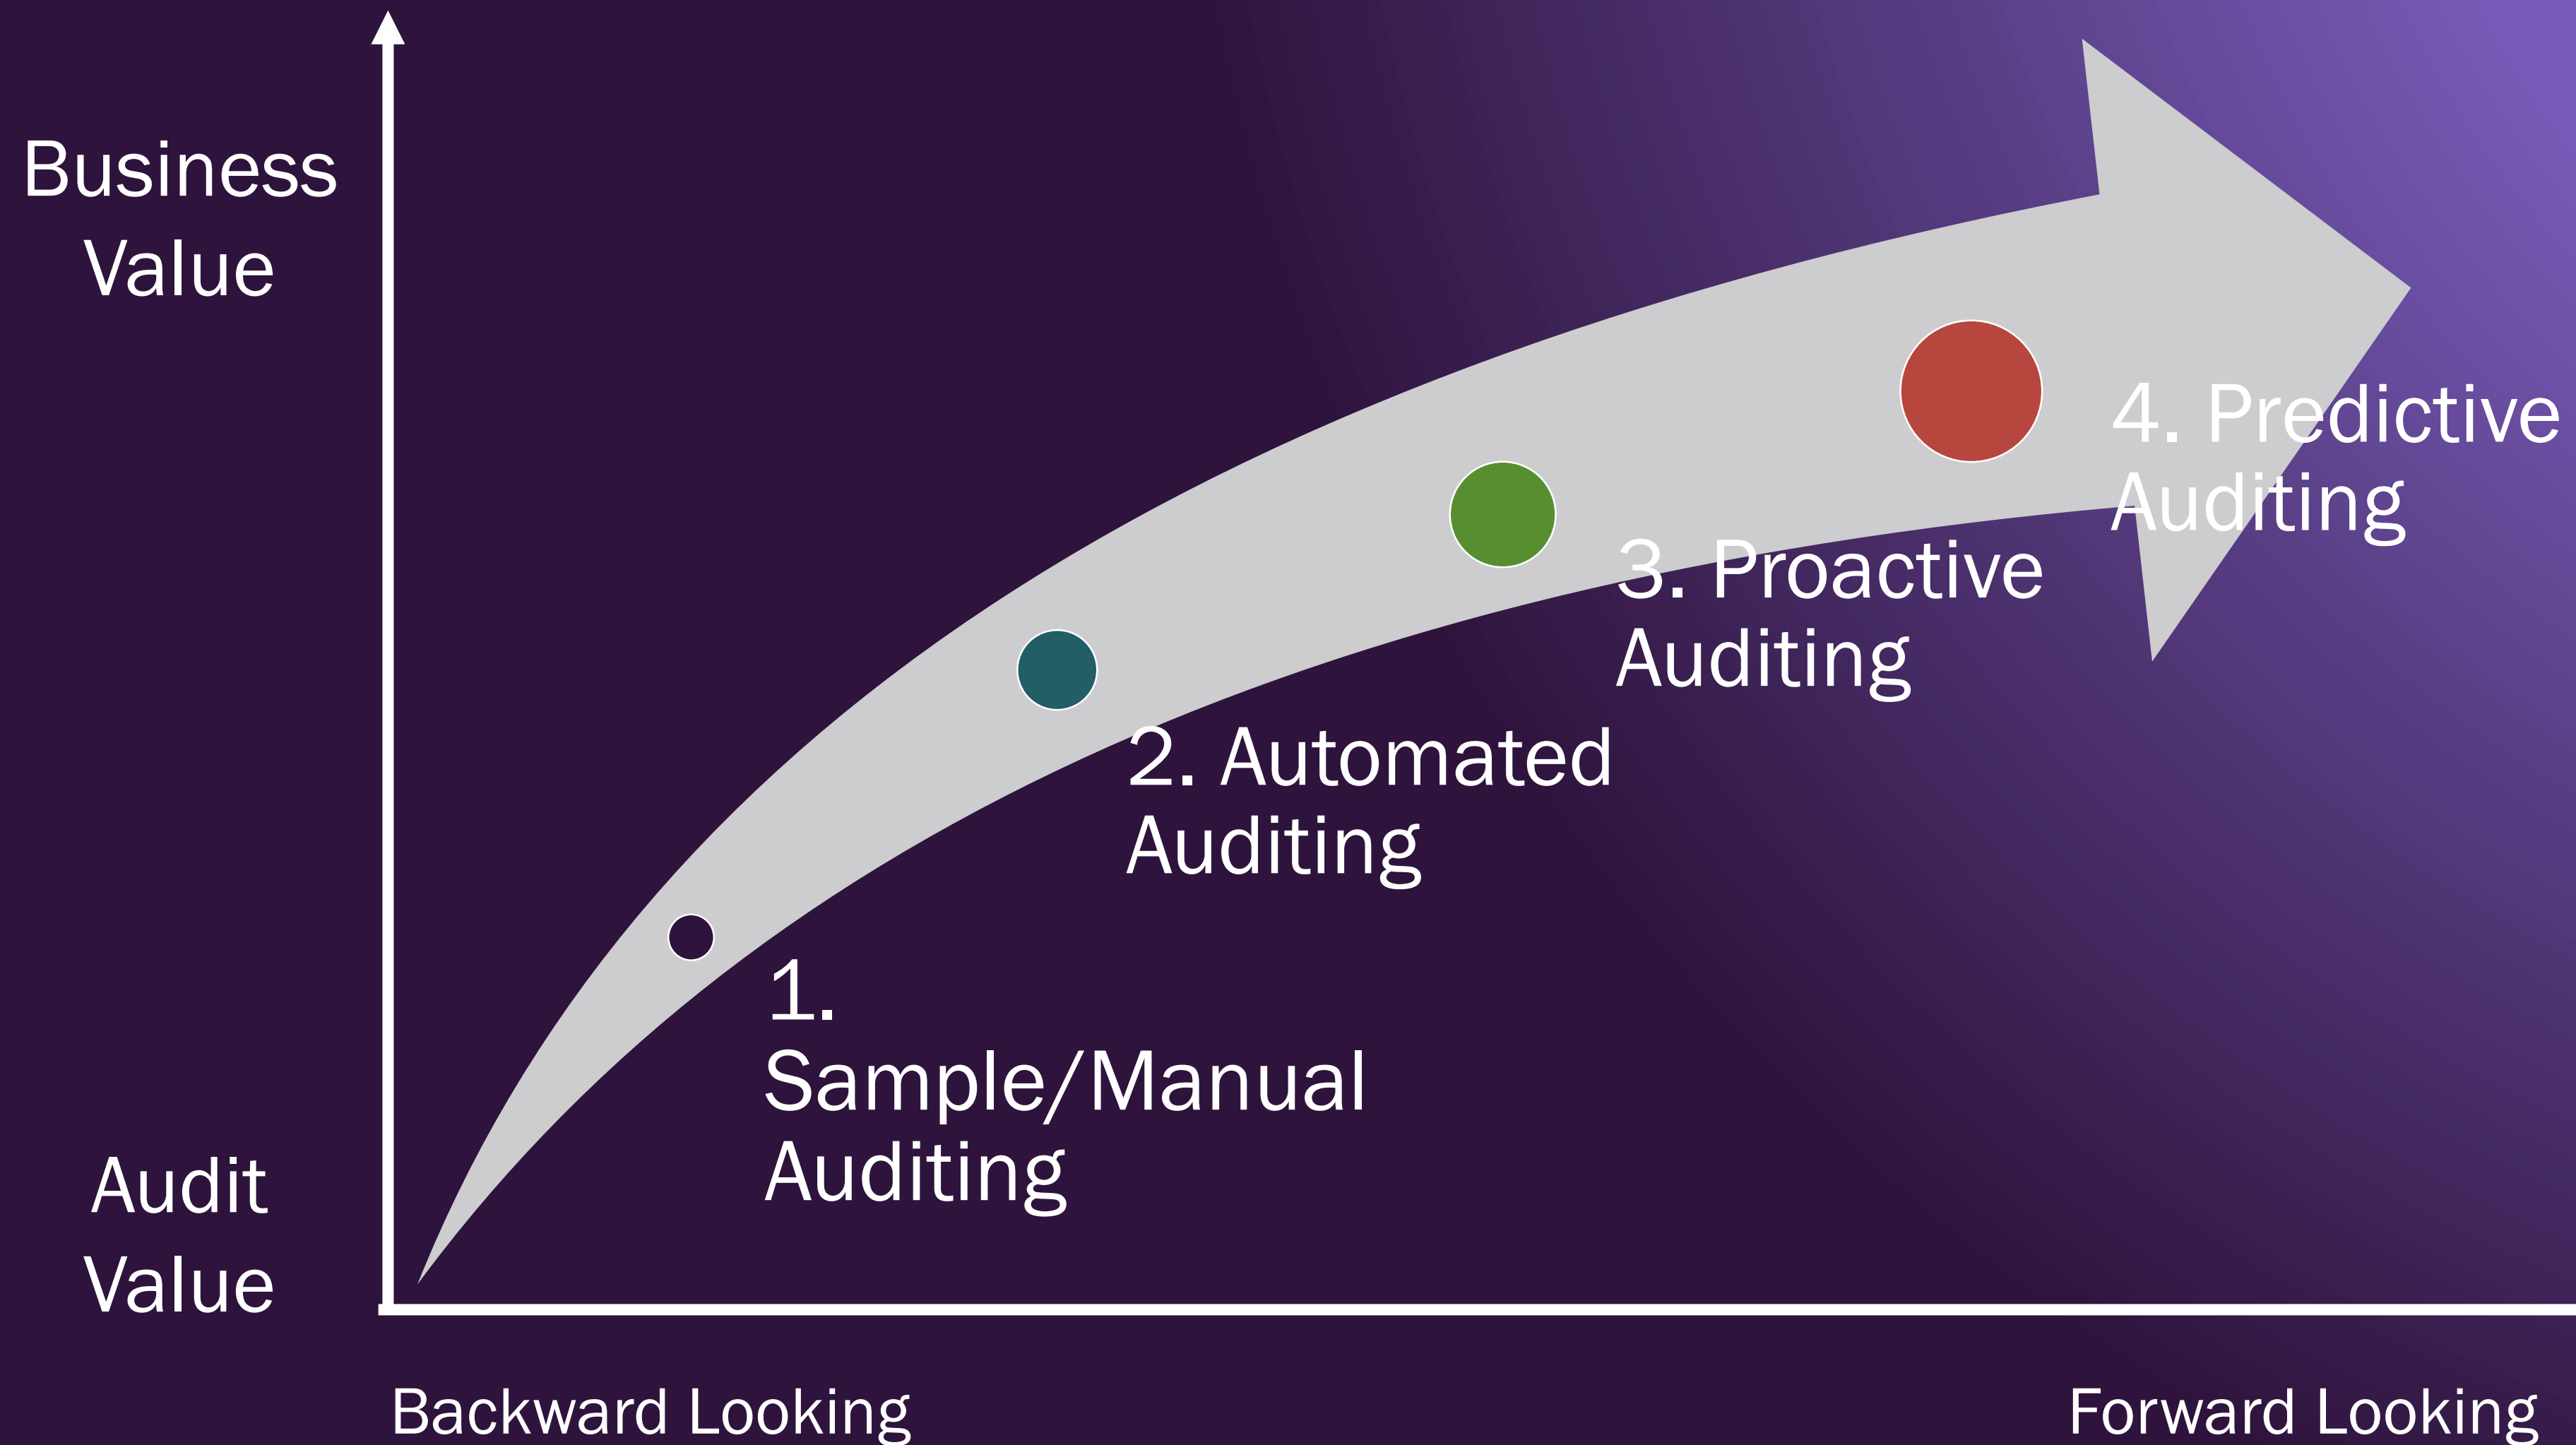 Business
Value
4. Predictive
Auditing
3. Proactive
Auditing
2. Automated
Auditing
1.
Sample/Manual
Auditing
Audit
Value
Backward Looking
Forward Looking